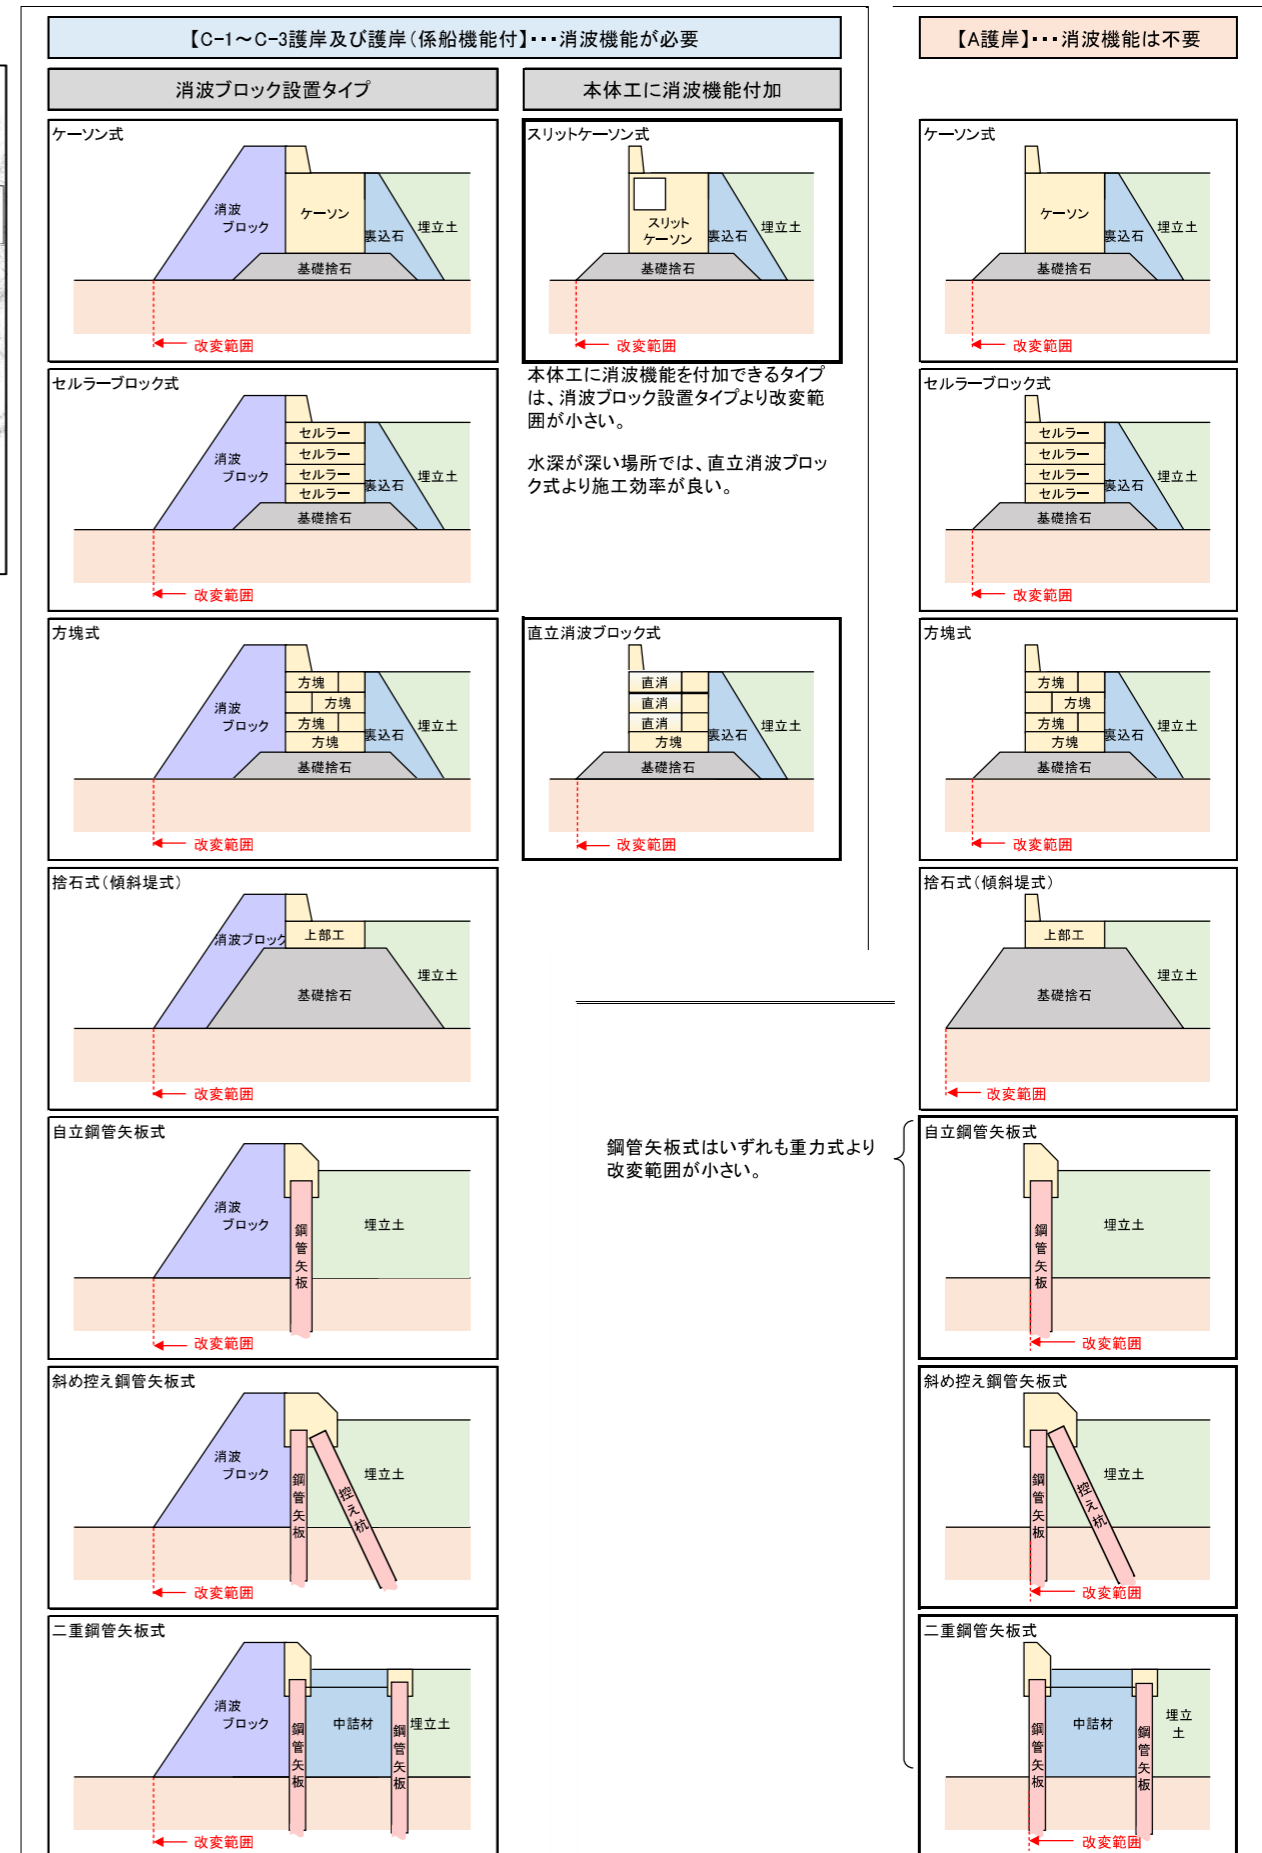 【C-1～C-3護岸及び護岸（係船機能付】・・・消波機能が必要
消波ブロック設置タイプ
本体工に消波機能付加
ケーソン式
消波
ブロック
ケーソン
裏込石
埋立土
基礎捨石
改変範囲
スリットケーソン式
スリット
ケーソン
裏込石
埋立土
基礎捨石
改変範囲
本体工に消波機能を付加できるタイプ
は、消波ブロック設置タイプより改変範
囲が小さい。
水深が深い場所では、直立消波ブロッ
ク式より施工効率が良い。
セルラーブロック式
消波
ブロック
セルラー
セルラー
セルラー
セルラー
裏込石
埋立土
基礎捨石
改変範囲
方塊式
消波
ブロック
方塊
方塊
方塊
方塊
裏込石
埋立土
基礎捨石
改変範囲
直立消波ブロック式
直消
直消
直消
方塊
裏込石
埋立土
基礎捨石
改変範囲
捨石式（傾斜堤式）
消波ブロック
上部工
埋立土
基礎捨石
改変範囲
自立鋼管矢板式
消波
ブロック
鋼管矢板
埋立土
改変範囲
斜め控え鋼管矢板式
消波
ブロック
鋼管矢板
控え杭
埋立土
改変範囲
二重鋼管矢板式
消波
ブロック
鋼管矢板
中詰材
鋼管矢板
埋立土
改変範囲
【A護岸】・・・消波機能は不要
ケーソン式
ケーソン
裏込石
埋立土
基礎捨石
改変範囲
セルラーブロック式
セルラー
セルラー
セルラー
セルラー
裏込石
埋立土
基礎捨石
改変範囲
方塊式
方塊
方塊
方塊
方塊
裏込石
埋立土
基礎捨石
改変範囲
捨石式（傾斜堤式）
上部工
埋立土
基礎捨石
改変範囲
鋼管矢板式はいずれも重力式より
改変範囲が小さい。
自立鋼管矢板式
鋼管矢板
埋立土
改変範囲
斜め控え鋼管矢板式
鋼管矢板
控え杭
埋立土
改変範囲
二重鋼管矢板式
鋼管矢板
中詰材
鋼管矢板
埋立
土
改変範囲